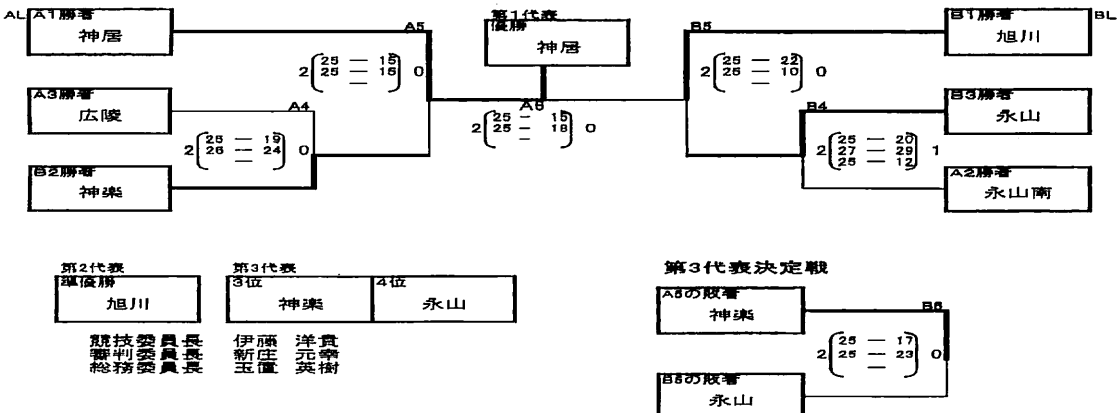 AL A1勝者 神居
A5
第1代表
優勝
神居
B5
B1勝者 BL
旭川
25 — 15
2 25 — 16 0
—
25 — 22
2 25 — 10 0
—
A3勝者
広陵
A4
25 — 19
2 26 — 24 0
—
B2勝者
神楽
A6
25 — 15
2 25 — 18 0
—
B4
B3勝者
永山
25 — 20
2 27 — 29 1
25 — 12
A2勝者
永山南
第2代表
準優勝
旭川
第3代表
3位
神楽
4位
永山
競技委員長 伊藤 洋貴
審判委員長 新庄 元幸
総務委員長 玉置 英樹
第3代表決定戦
A5の敗者
神楽
B6
25 — 17
2 25 — 23 0
—
B5の敗者
永山